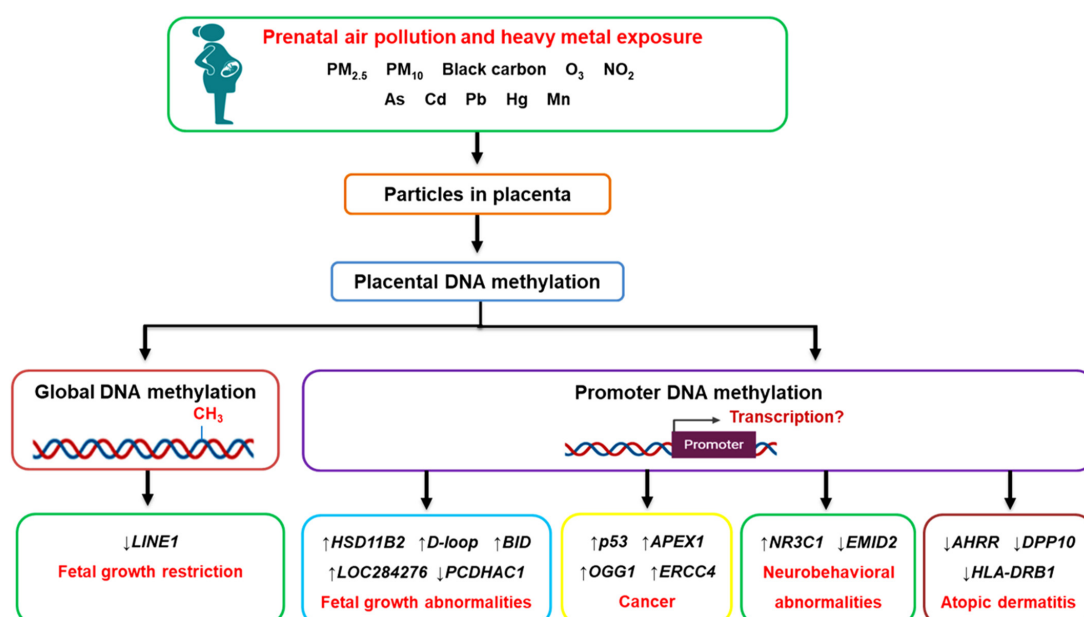 Prenatal air pollution and heavy metal exposure
PM2.5 PM10 Black carbon O3 NO2
As Cd Pb Hg Mn
Particles in placenta
Placental DNA methylation
Global DNA methylation
CH3
Promoter DNA methylation
Transcription?
Promoter
↓LINE1
Fetal growth restriction
↑HSD11B2 ↑D-loop ↑BID
↑LOC284276 ↓PCDHAC1
Fetal growth abnormalities
↑p53 ↑APEX1
↑OGG1 ↑ERCC4
Cancer
↑NR3C1 ↓EMID2
Neurobehavioral
abnormalities
↓AHRR ↓DPP10
↓HLA-DRB1
Atopic dermatitis